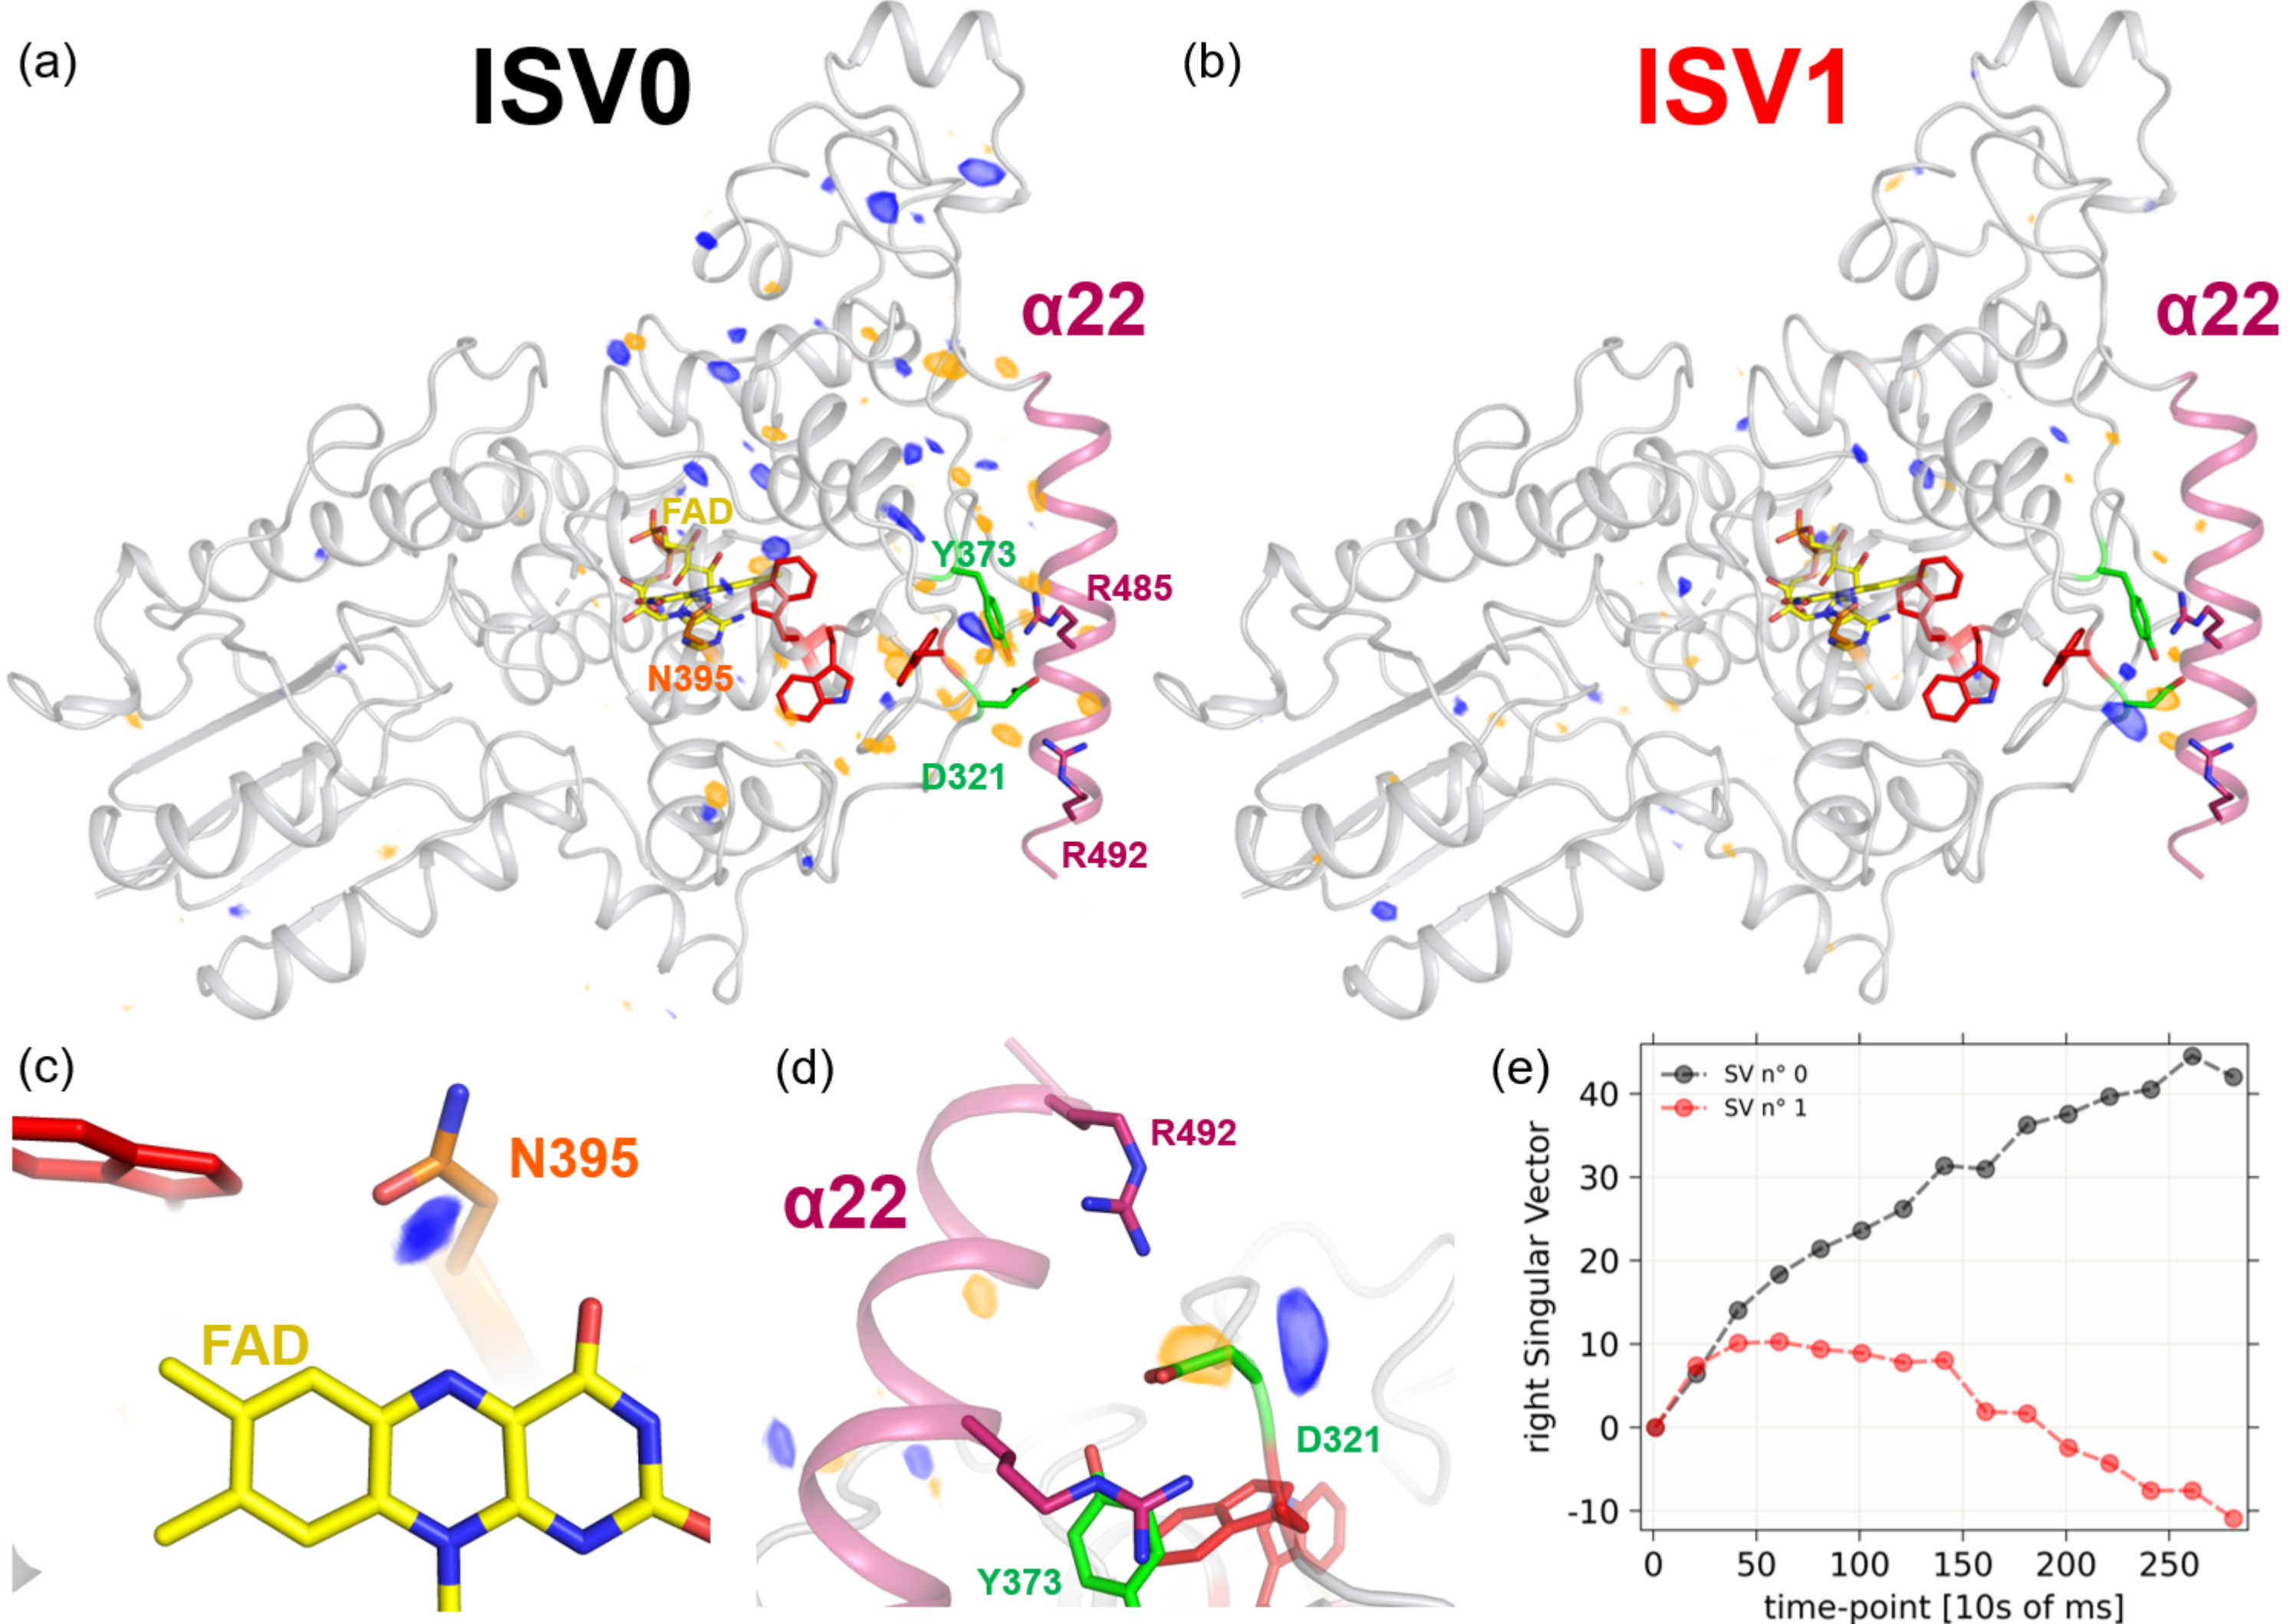 (a)
ISV0
α22
FAD
Y373
R485
N395
D321
R492
(b)
ISV1
α22
(c)
N395
FAD
(d)
R492
α22
D321
Y373
(e)
SV n° 0
SV n° 1
right Singular Vector
40
30
20
10
0
-10
0 50 100 150 200 250
time-point [10s of ms]